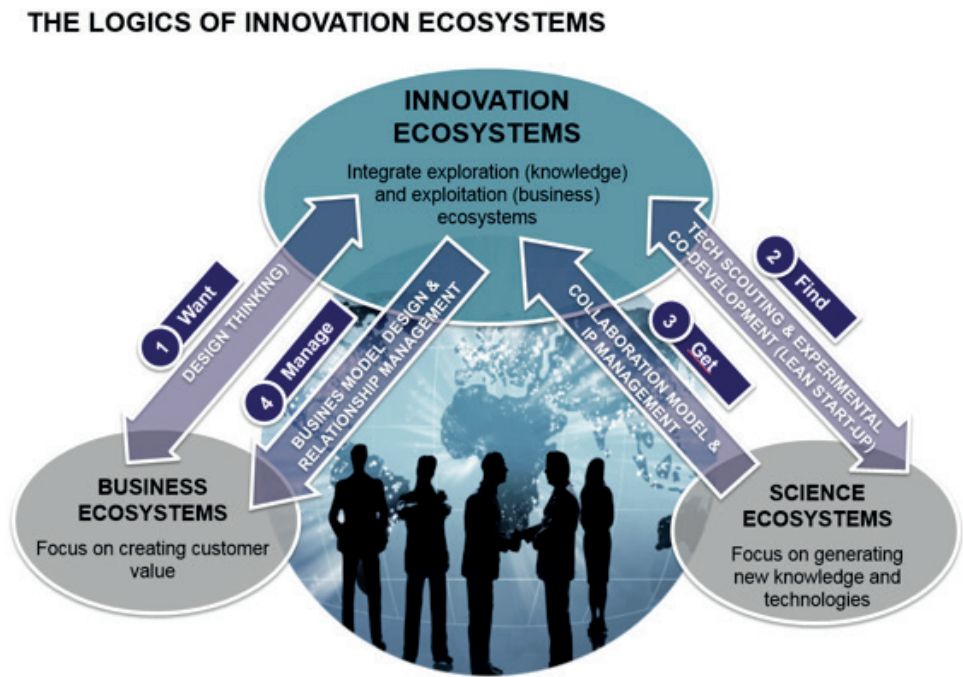 THE LOGICS OF INNOVATION ECOSYSTEMS
INNOVATION
ECOSYSTEMS
Integrate exploration (knowledge)
and exploitation (business)
ecosystems
1 Want
DESIGN THINKING)
4 Manage
BUSINES MODEL DESIGN &
RELATIONSHIP MANAGEMENT
3 Get
COLLABORATION MODEL &
IP MANAGEMENT
2 Find
TECH SCOUTING & EXPERIMENTAL
CO-DEVELOPMENT (LEAN START-UP)
BUSINESS
ECOSYSTEMS
Focus on creating customer
value
SCIENCE
ECOSYSTEMS
Focus on generating
new knowledge and
technologies